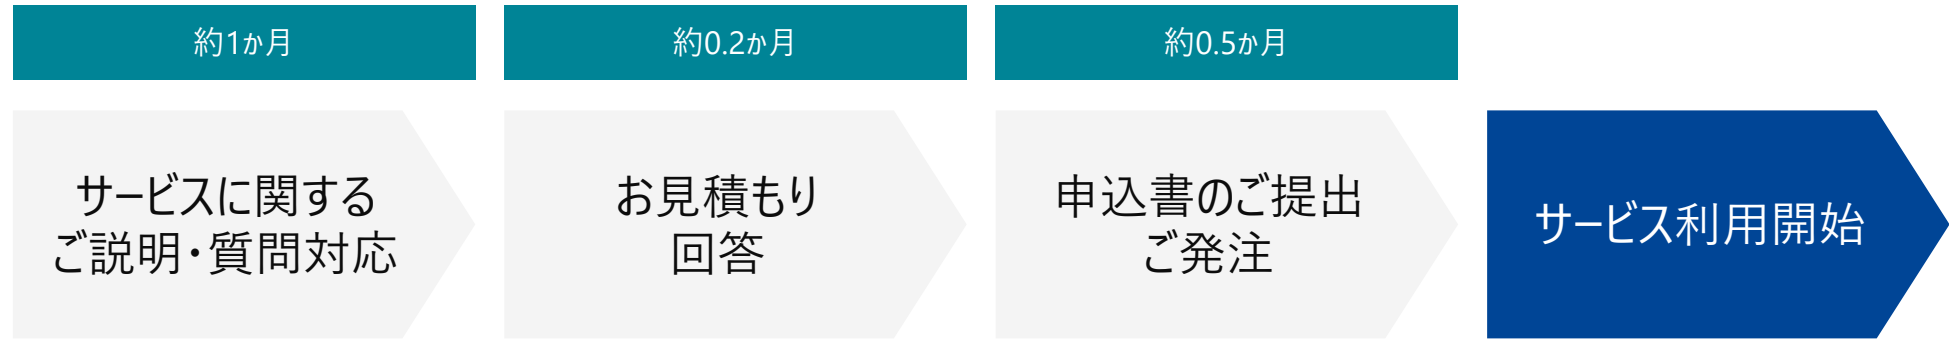 約1か月
約0.2か月
約0.5か月
サービスに関する
ご説明・質問対応
お見積もり
回答
申込書のご提出
ご発注
サービス利用開始